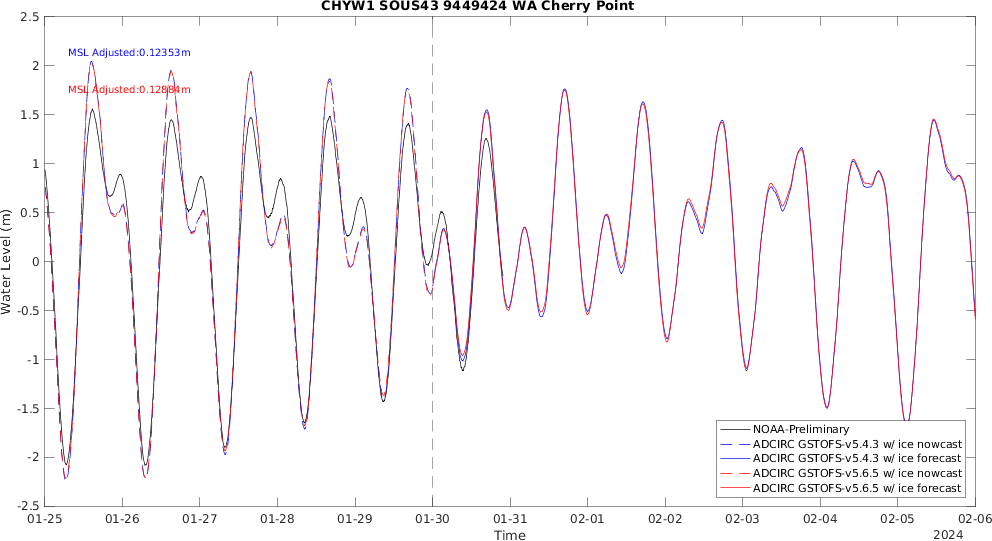 CHYW1 SOUS43 9449424 WA Cherry Point
MSL Adjusted:0.12353m
MSL Adjusted:0.12884m
Water Level (m)
2.5
2
1.5
1
0.5
0
-0.5
-1
-1.5
-2
-2.5
NOAA-Preliminary
ADCIRC GSTOFS-v5.4.3 w/ ice nowcast
ADCIRC GSTOFS-v5.4.3 w/ ice forecast
ADCIRC GSTOFS-v5.6.5 w/ ice nowcast
ADCIRC GSTOFS-v5.6.5 w/ ice forecast
01-25 01-26 01-27 01-28 01-29 01-30 01-31 02-01 02-02 02-03 02-04 02-05 02-06
Time
2024